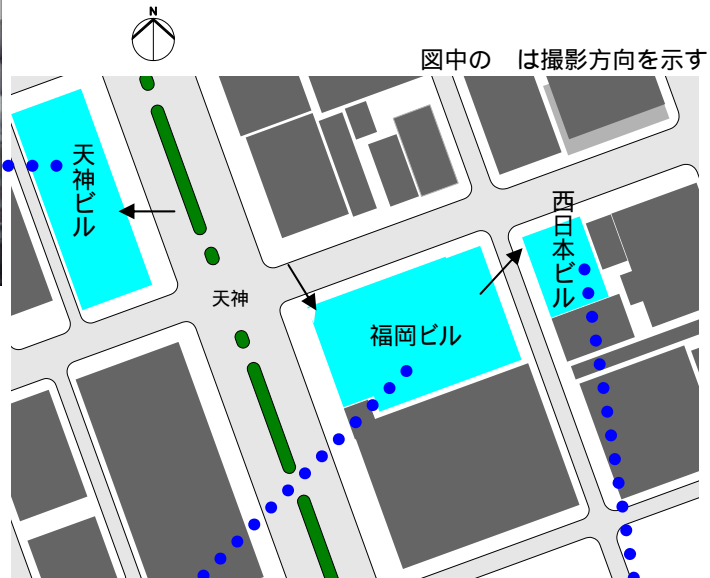 N
図中の　は撮影方向を示す
天神ビル
西日本ビル
天神
福岡ビル